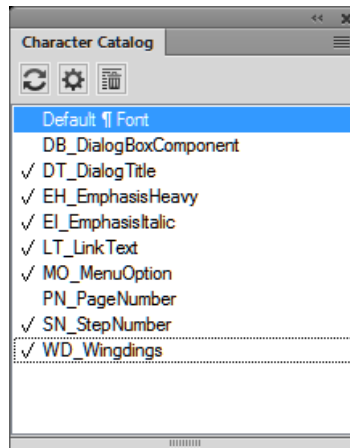 Character Catalog
Default ¶ Font
DB_DialogBoxComponent
✓ DT_DialogTitle
✓ EH_EmphasisHeavy
✓ EI_EmphasisItalic
✓ LT_LinkText
✓ MO_MenuOption
PN_PageNumber
✓ SN_StepNumber
✓ WD_Wingdings